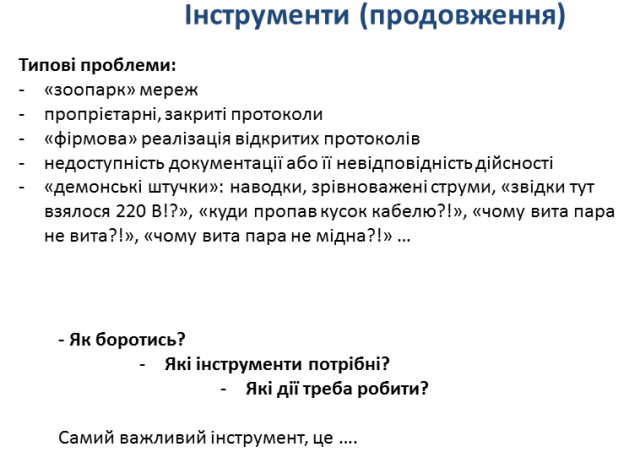 Інструменти (продовження)
Типові проблеми:
- «зоопарк» мереж
- пропрієтарні, закриті протоколи
- «фірмова» реалізація відкритих протоколів
- недоступність документації або її невідповідність дійсності
- «демонські штучки»: наводки, зрівноважені струми, «звідки тут
взялося 220 В!?», «куди пропав кусок кабелю?!», «чому вита пара
не вита?!», «чому вита пара не мідна?!» ...
- Як боротись?
- Які інструменти потрібні?
- Які дії треба робити?
Самий важливий інструмент, це ....